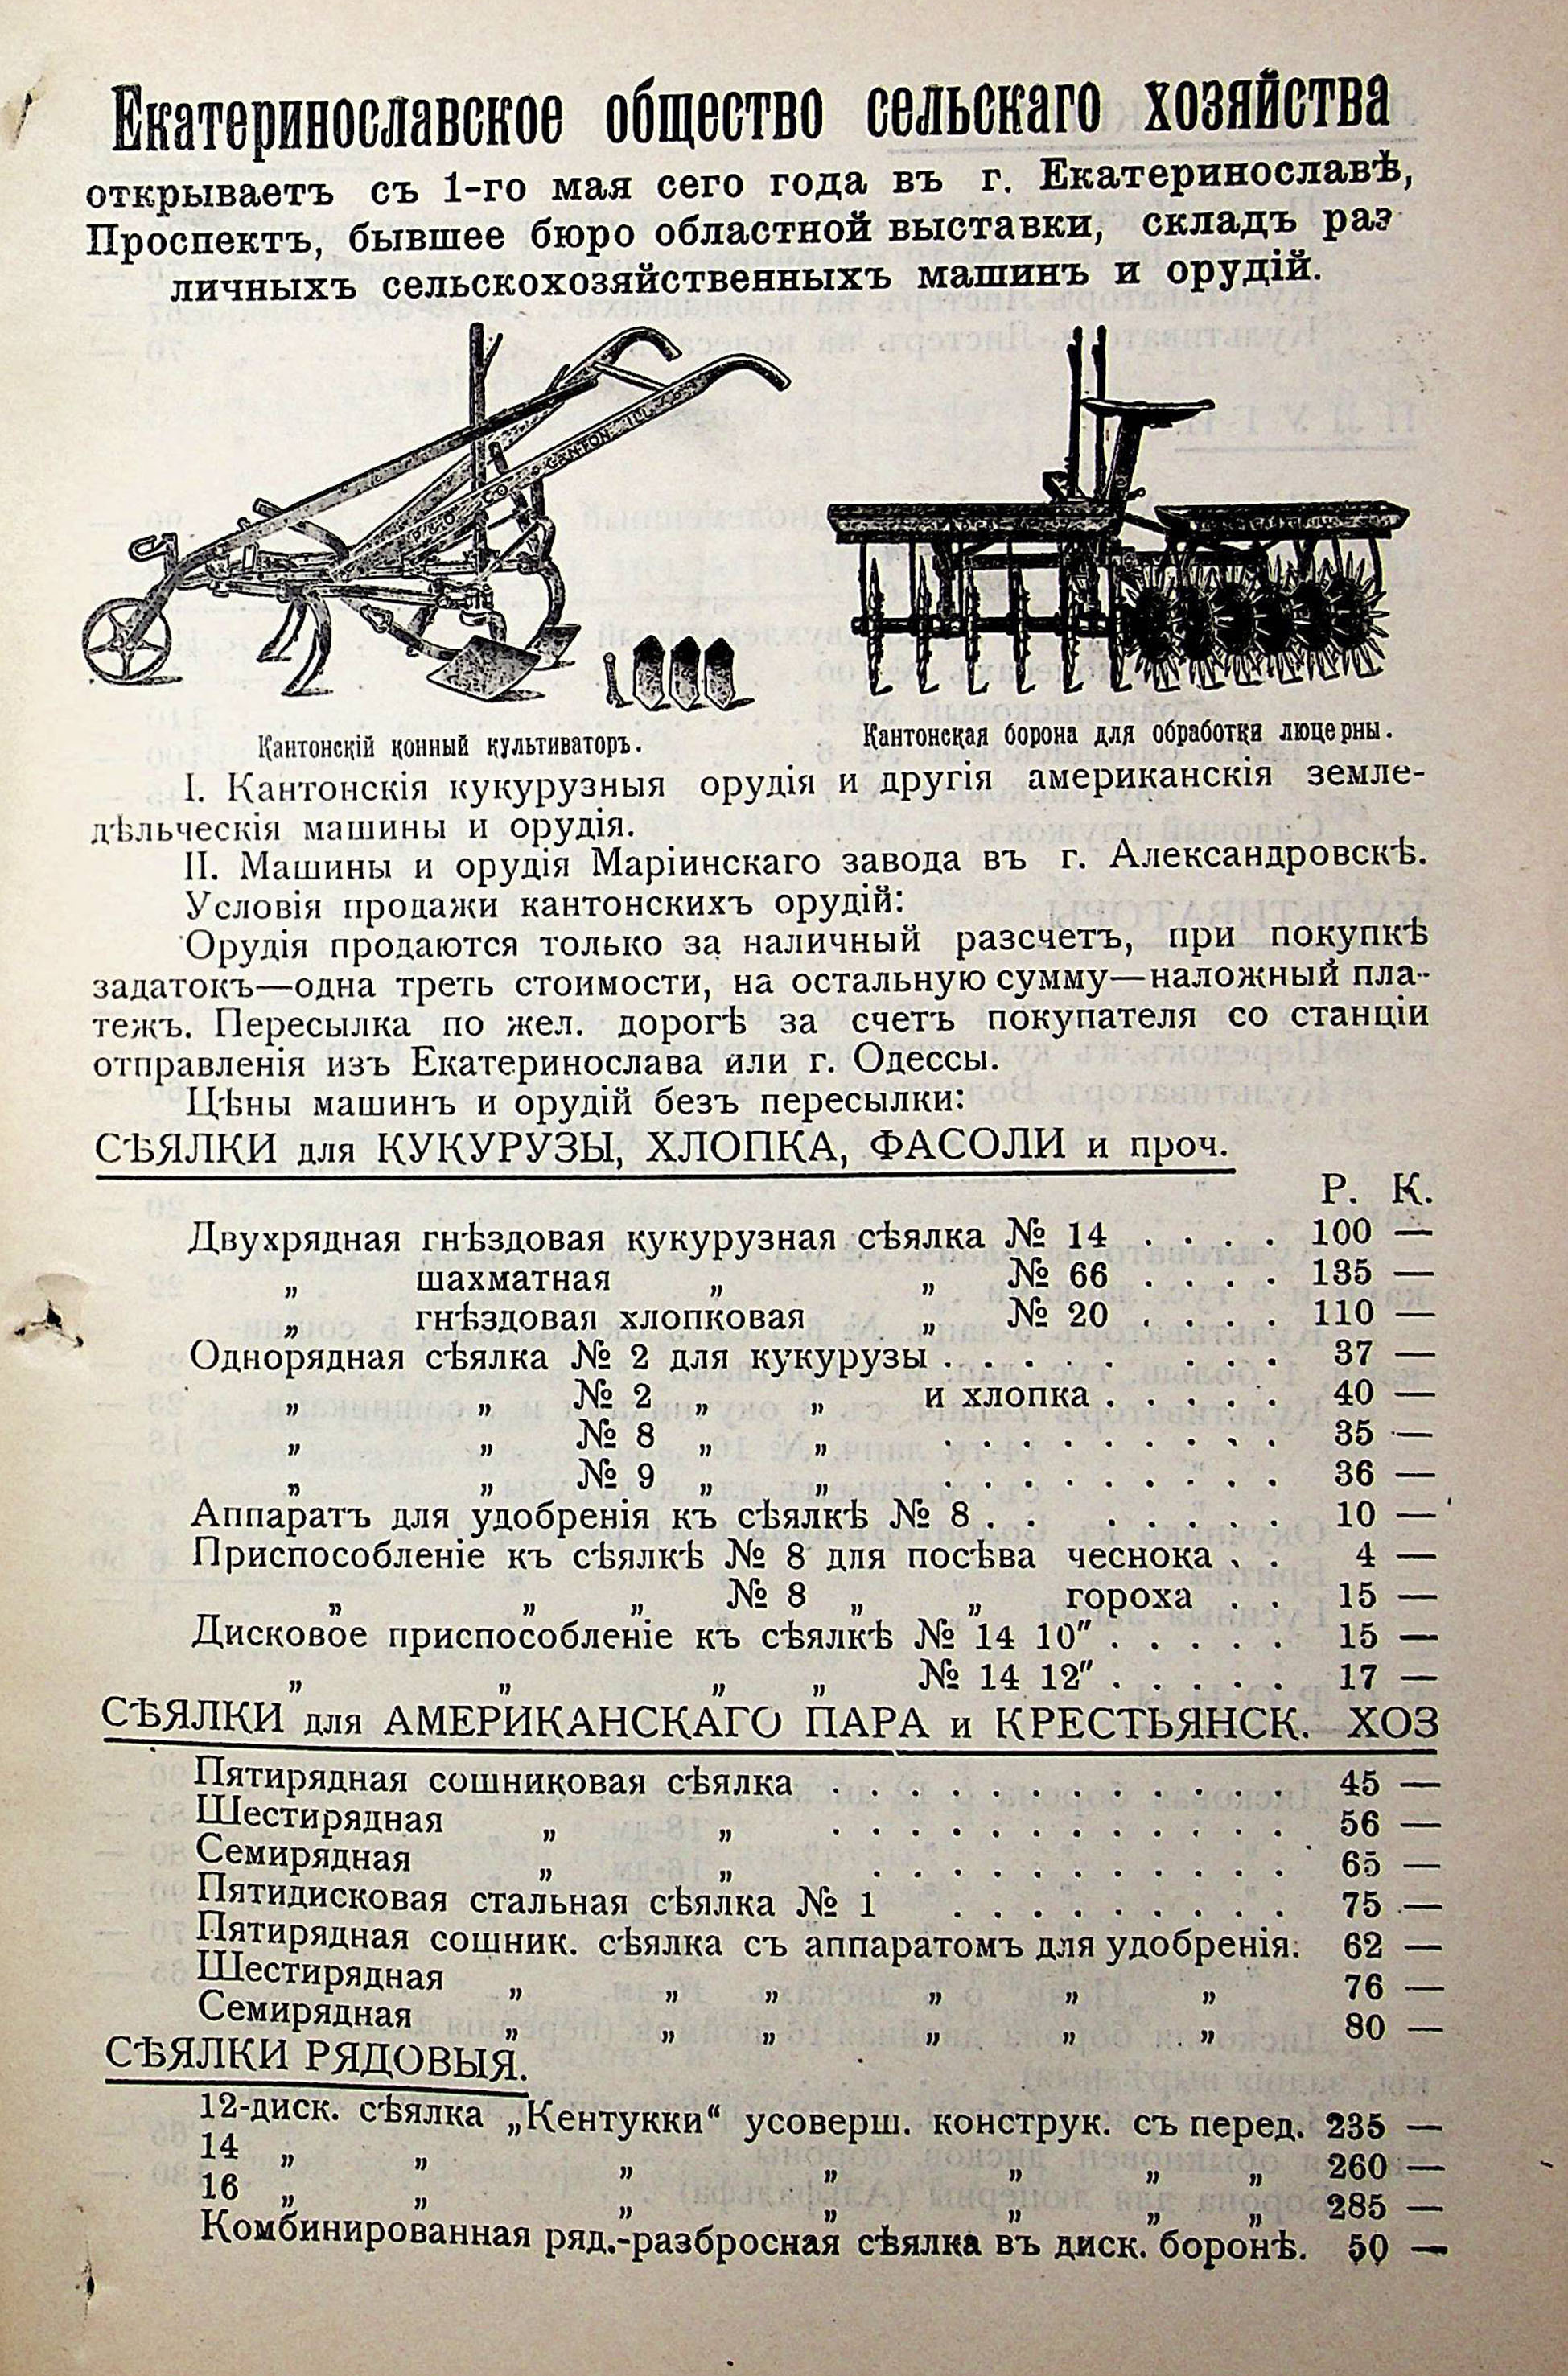 Екатеринославское общество сельскаго хозяйства
открываетъ съ 1-го мая сего года въ г. Екатеринославѣ,
Проспектъ, бывшее бюро областной выставки, складъ раз
личныхъ сельскохозяйственныхъ машинъ и орудій.
P&O CO CANTON ILL.
Кантонскій конный культиваторъ.
Кантонская борона для обработки люцерны.
I. Кантонскія кукурузныя орудія и другія американскія земле-
дѣльческія машины и орудія.
II. Машины и орудія Маріинскаго завода въ г. Александровскѣ.
Условія продажи кантонскихъ орудій:
Орудія продаются только за наличный разсчетъ, при покупкѣ
задатокъ—одна треть стоимости, на остальную сумму—наложный пла-
тежъ. Пересылка по жел. дорогѣ за счетъ покупателя со станціи
отправленія изъ Екатеринослава или г. Одессы.
Цѣны машинъ и орудій безъ пересылки:
СѢЯЛКИ для КУКУРУЗЫ, ХЛОПКА, ФАСОЛИ и проч.
Р. К.
Двухрядная гнѣздовая кукурузная сѣялка № 14 . . . . 100 —
„ шахматная „ „ № 66 . . . . 135 —
„ гнѣздовая хлопковая „ № 20 . . . . 110 —
Однорядная сѣялка № 2 для кукурузы . . . . . . . . 37 —
„ „ № 2 „ „ и хлопка . . . . . 40 —
„ „ № 8 „ „ . . . . . . . . . 35 —
„ „ № 9 „ „ . . . . . . . . . 36 —
Аппаратъ для удобренія къ сѣялкѣ № 8 . . . . . . . 10 —
Приспособленіе къ сѣялкѣ № 8 для посѣва чеснока . . 4 —
„ „ „ № 8 „ „ гороха . . 15 —
Дисковое приспособленіе къ сѣялкѣ № 14 10″ . . . . . 15 —
„ „ „ „ № 14 12″ . . . . . 17 —
СѢЯЛКИ для АМЕРИКАНСКАГО ПАРА и КРЕСТЬЯНСК. ХОЗ
Пятирядная сошниковая сѣялка . . . . . . . . . . . . 45 —
Шестирядная „ „ . . . . . . . . . . . . 56 —
Семирядная „ „ . . . . . . . . . . . 65 —
Пятидисковая стальная сѣялка № 1 . . . . . . . . . 75 —
Пятирядная сошник. сѣялка съ аппаратомъ для удобренія. 62 —
Шестирядная „ „ „ „ „ „ 76 —
Семирядная „ „ „ „ „ „ 80 —
СѢЯЛКИ РЯДОВЫЯ.
12-диск. сѣялка „Кентукки“ усоверш. конструк. съ перед. 235 —
14 „ „ „ „ „ „ „ 260 —
16 „ „ „ „ „ „ „ 285 —
Комбинированная ряд.-разбросная сѣялка въ диск. боронѣ. 50 —